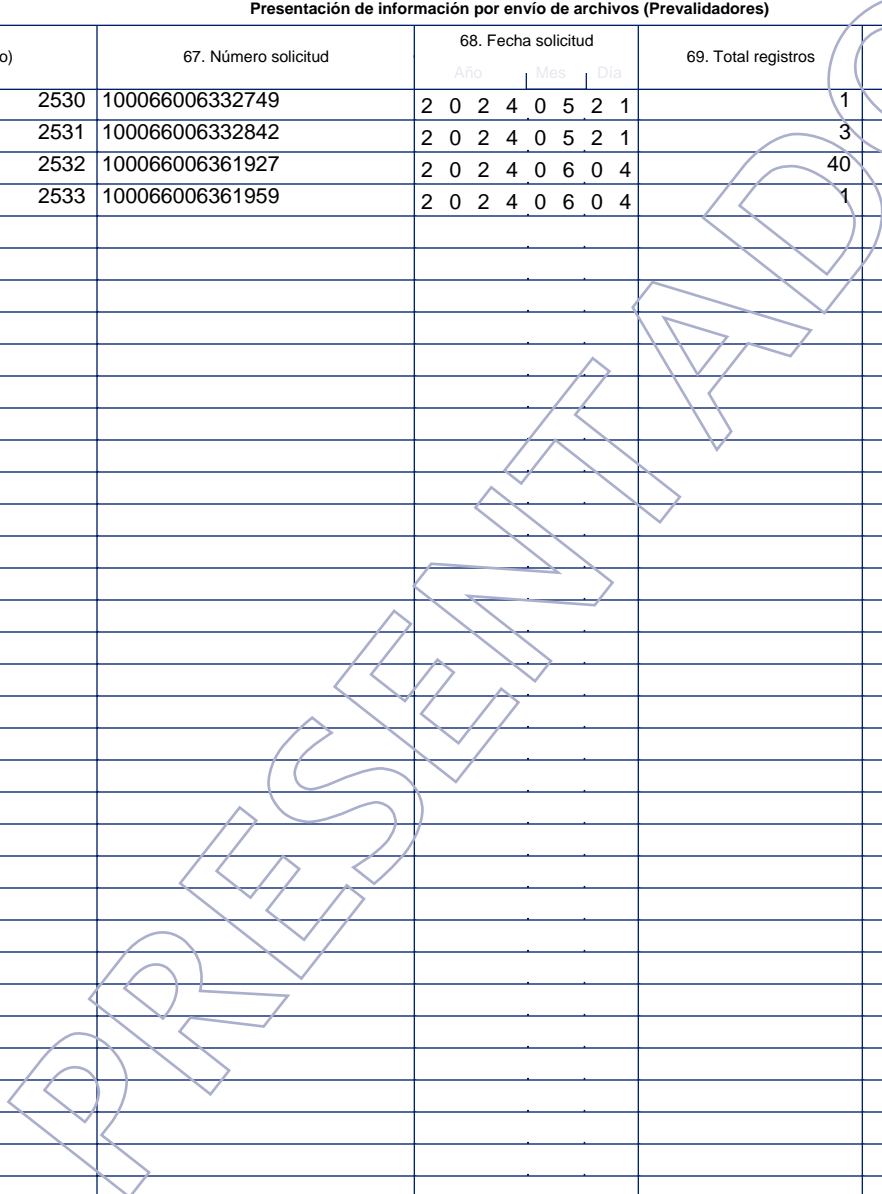 Presentación de información por envío de archivos (Prevalidadores)
o) 67. Número solicitud 68. Fecha solicitud 69. Total registros
Año Mes Día
2530 100066006332749 2 0 2 4 0 5 2 1 1
2531 100066006332842 2 0 2 4 0 5 2 1 3
2532 100066006361927 2 0 2 4 0 6 0 4 40
2533 100066006361959 2 0 2 4 0 6 0 4 1
PRESENTADO